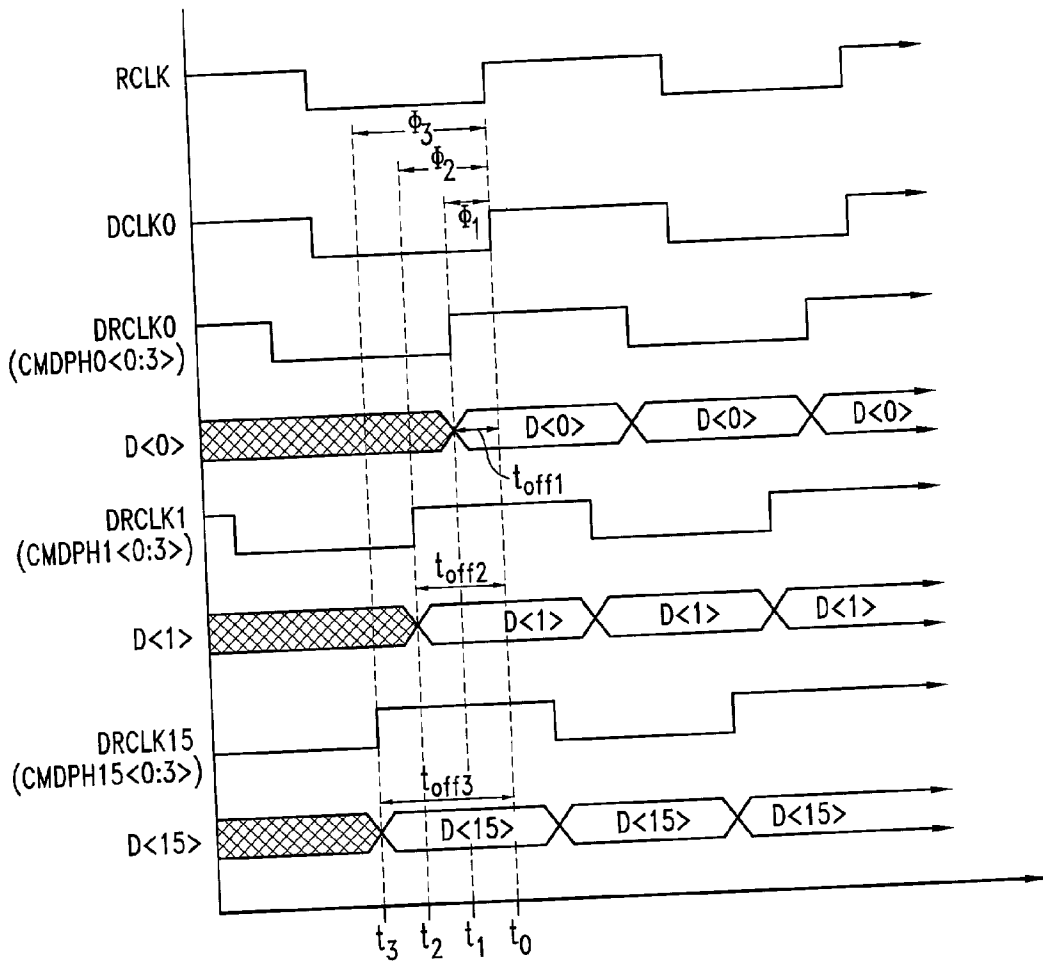 RCLK
Φ3
Φ2
Φ1
DCLK0
DRCLK0
(CMDPH0<0:3>)
D<0>
D<0> D<0> D<0>
toff1
DRCLK1
(CMDPH1<0:3>)
toff2
D<1>
D<1> D<1> D<1>
DRCLK15
(CMDPH15<0:3>)
toff3
D<15>
D<15> D<15> D<15>
t3 t2 t1 t0